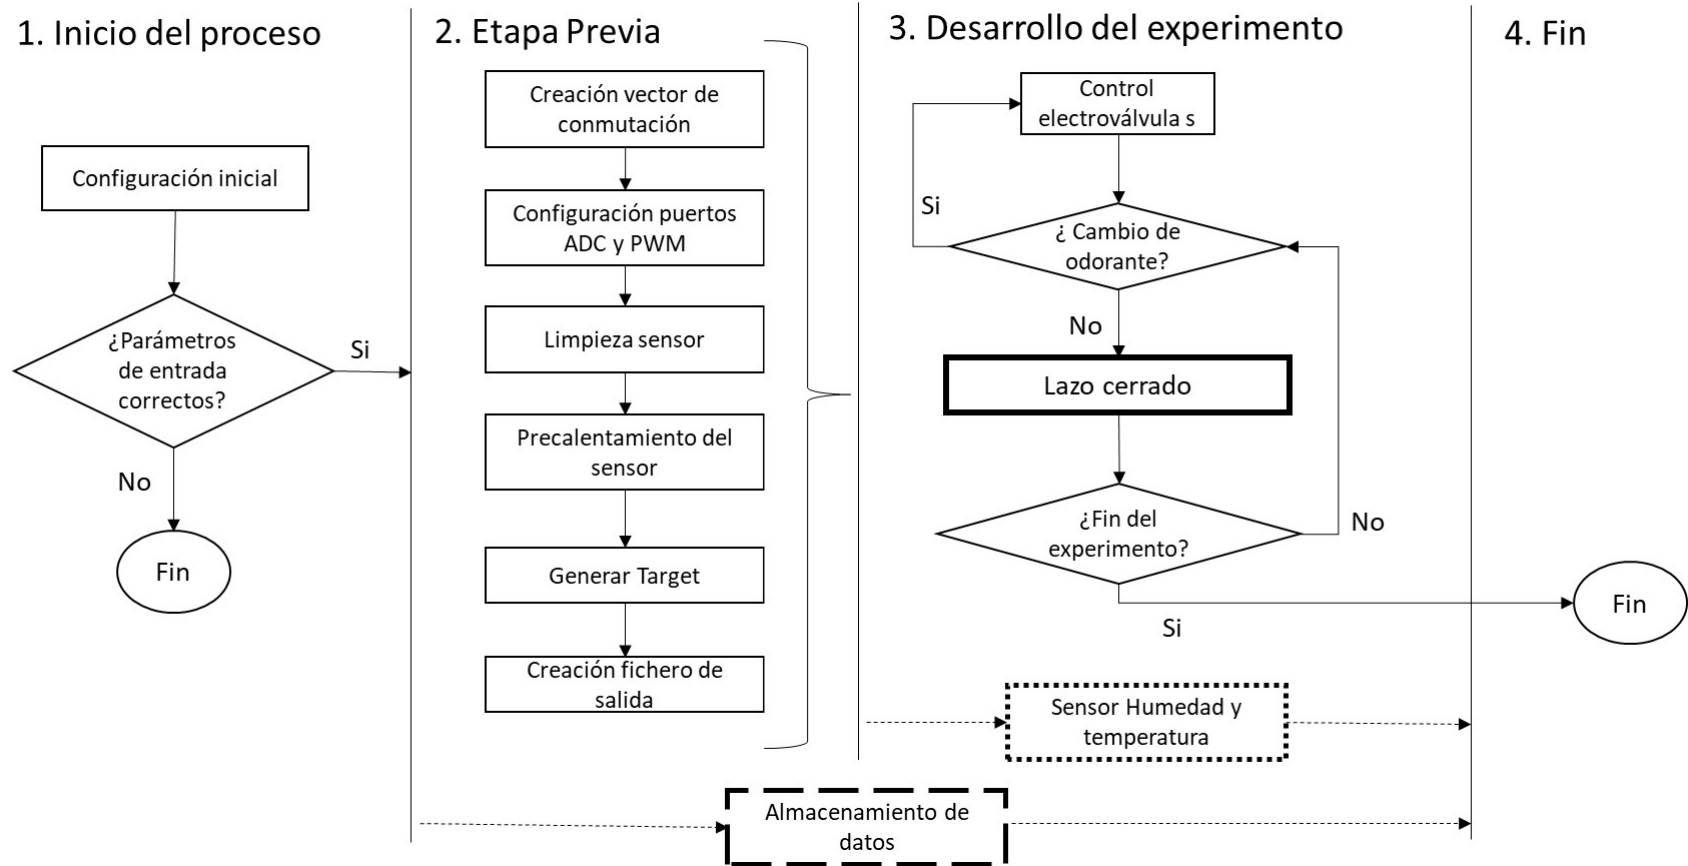 1. Inicio del proceso
Configuración inicial
¿Parámetros
de entrada
correctos?
Si
No
Fin
2. Etapa Previa
Creación vector de
conmutación
Configuración puertos
ADC y PWM
Limpieza sensor
Precalentamiento del
sensor
Generar Target
Creación fichero de
salida
3. Desarrollo del experimento
Control
electroválvula s
Si
¿ Cambio de
odorante?
No
Lazo cerrado
¿Fin del
experimento?
No
Si
Sensor Humedad y
temperatura
Almacenamiento de
datos
4. Fin
Fin